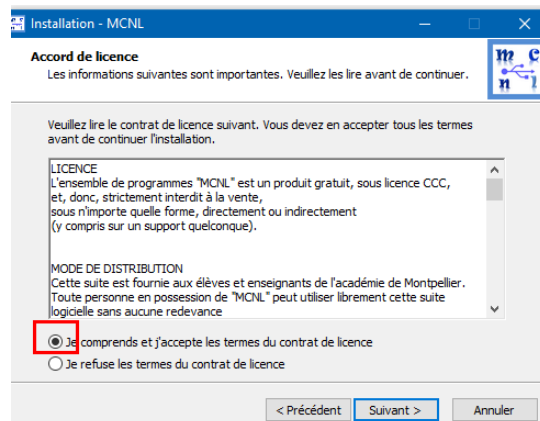 Installation - MCNL
Accord de licence
Les informations suivantes sont importantes. Veuillez les lire avant de continuer.
m c
n l
Veuillez lire le contrat de licence suivant. Vous devez en accepter tous les termes
avant de continuer l'installation.
LICENCE
L'ensemble de programmes "MCNL" est un produit gratuit, sous licence CCC,
et, donc, strictement interdit à la vente,
sous n'importe quelle forme, directement ou indirectement
(y compris sur un support quelconque).
MODE DE DISTRIBUTION
Cette suite est fournie aux élèves et enseignants de l'académie de Montpellier.
Toute personne en possession de "MCNL" peut utiliser librement cette suite
logicielle sans aucune redevance
Je comprends et j'accepte les termes du contrat de licence
Je refuse les termes du contrat de licence
< Précédent Suivant > Annuler